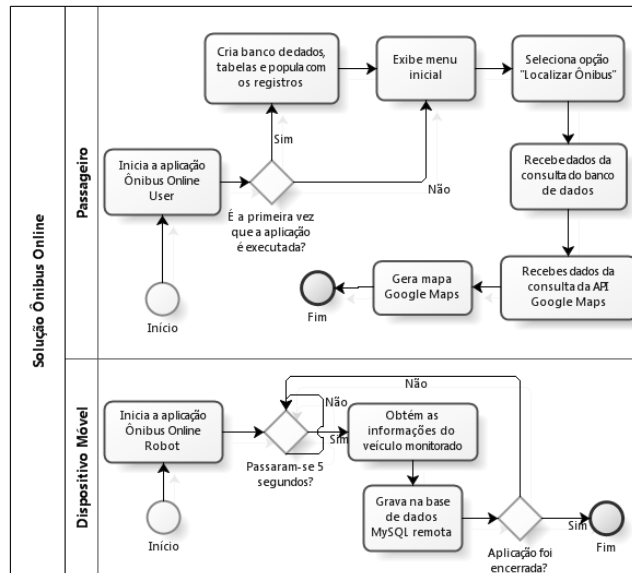 Solução Ônibus Online
Passageiro
Cria banco de dados,
tabelas e popula com
os registros
Exibe menu
inicial
Seleciona opção
"Localizar Ônibus"
Sim
Não
Inicia a aplicação
Ônibus Online
User
É a primeira vez
que a aplicação
é executada?
Recebe dados da
consulta do banco
de dados
Recebes dados da
consulta da API
Google Maps
Gera mapa
Google Maps
Fim
Início
Dispositivo Móvel
Inicia a aplicação
Ônibus Online
Robot
Passaram-se 5
segundos?
Não
Não
Sim
Obtém as
informações do
veículo monitorado
Grava na base
de dados
MySQL remota
Aplicação foi
encerrada?
Sim
Fim
Início